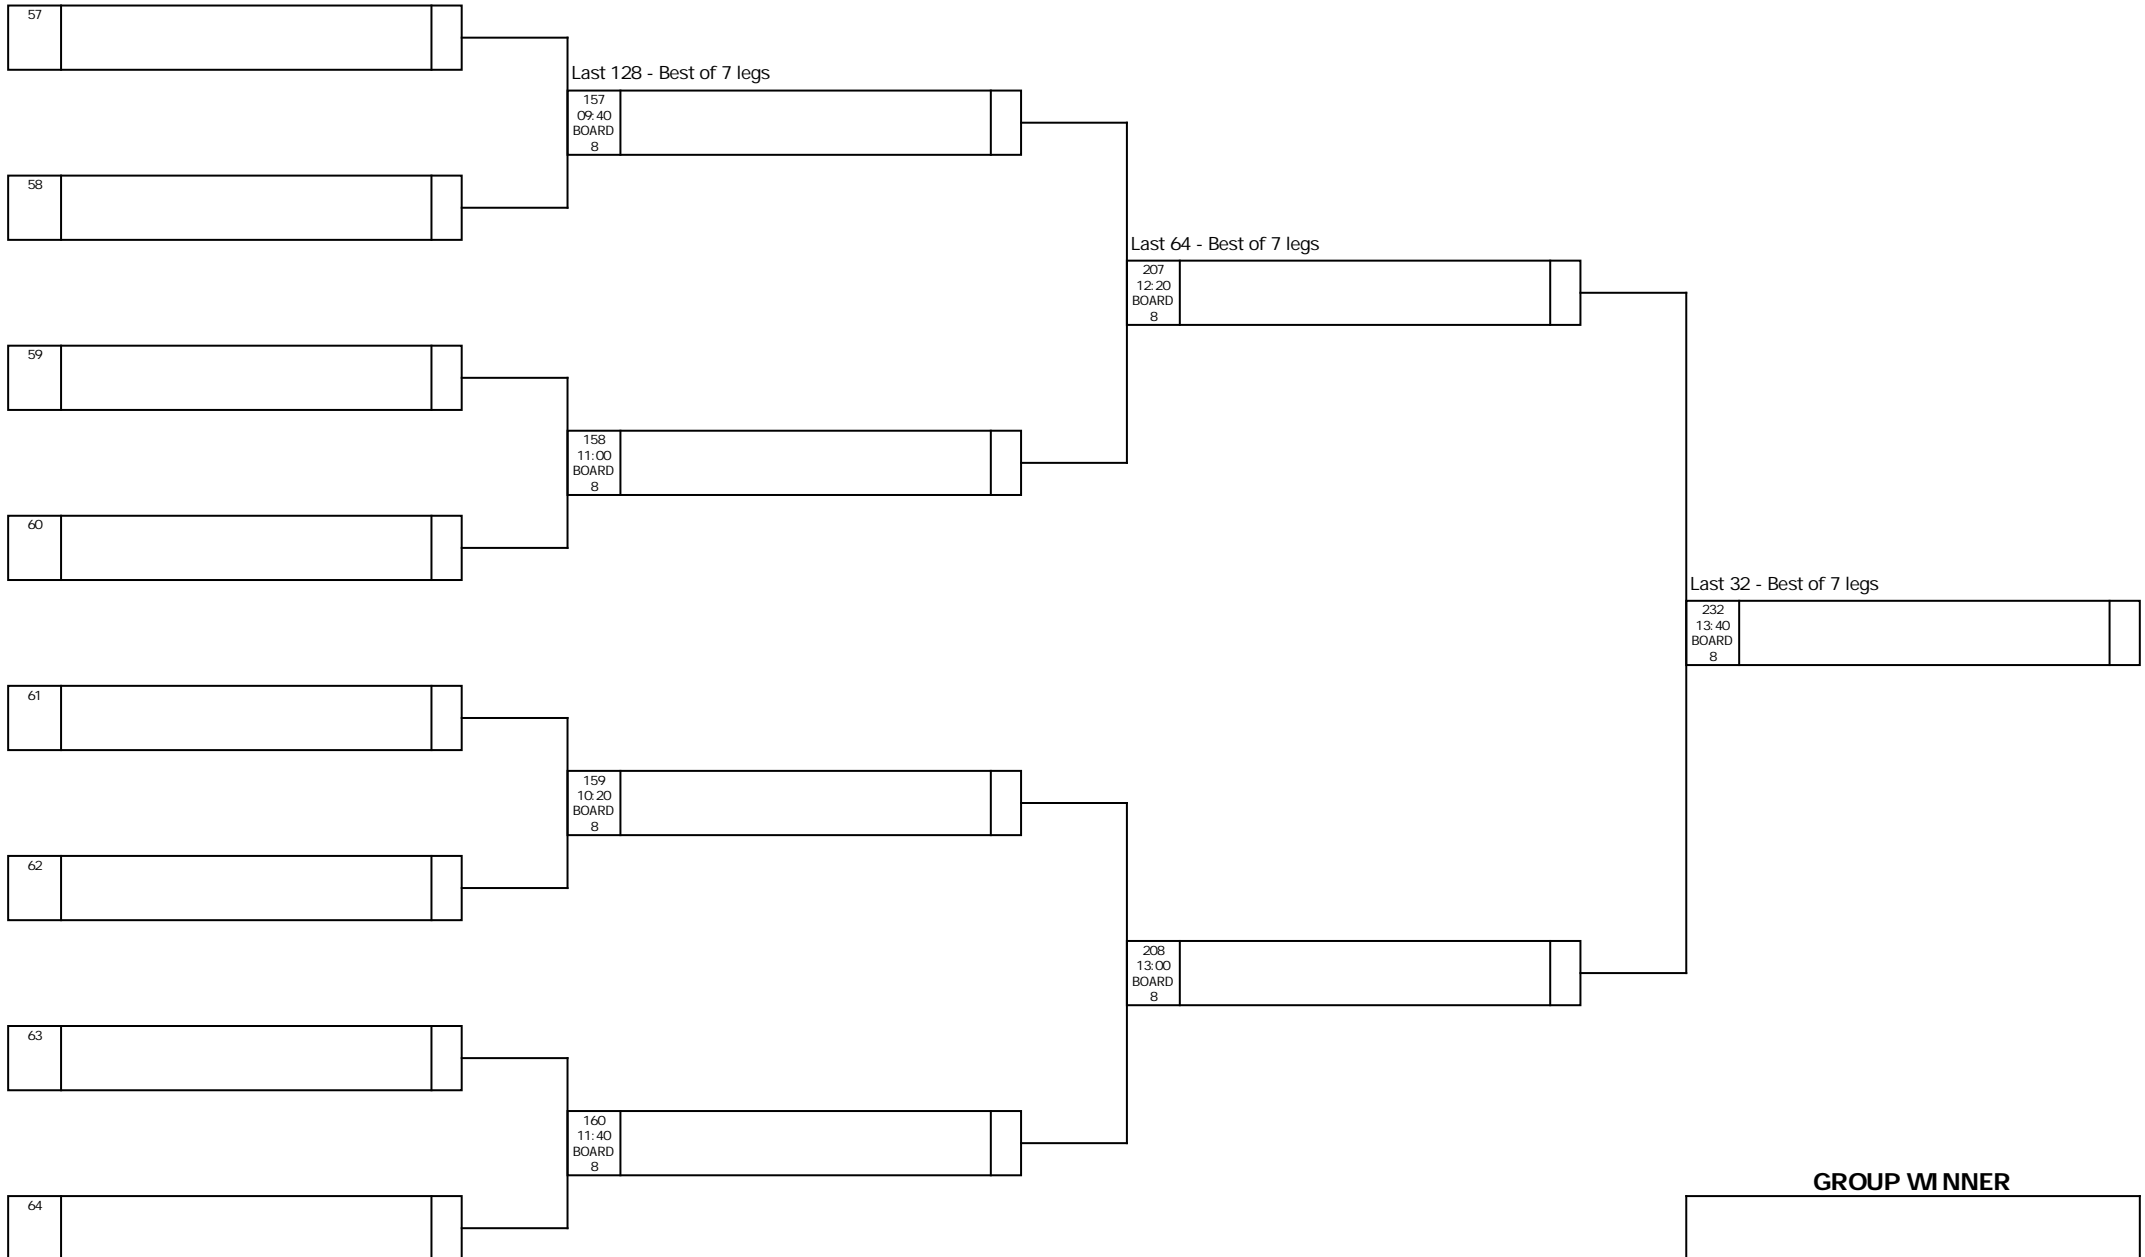 57
Last 128 - Best of 7 legs
157
09:40
BOARD
8
58
Last 64 - Best of 7 legs
207
12:20
BOARD
8
59
158
11:00
BOARD
8
60
Last 32 - Best of 7 legs
232
13:40
BOARD
8
61
159
10:20
BOARD
8
62
208
13:00
BOARD
8
63
160
11:40
BOARD
8
GROUP WINNER
64